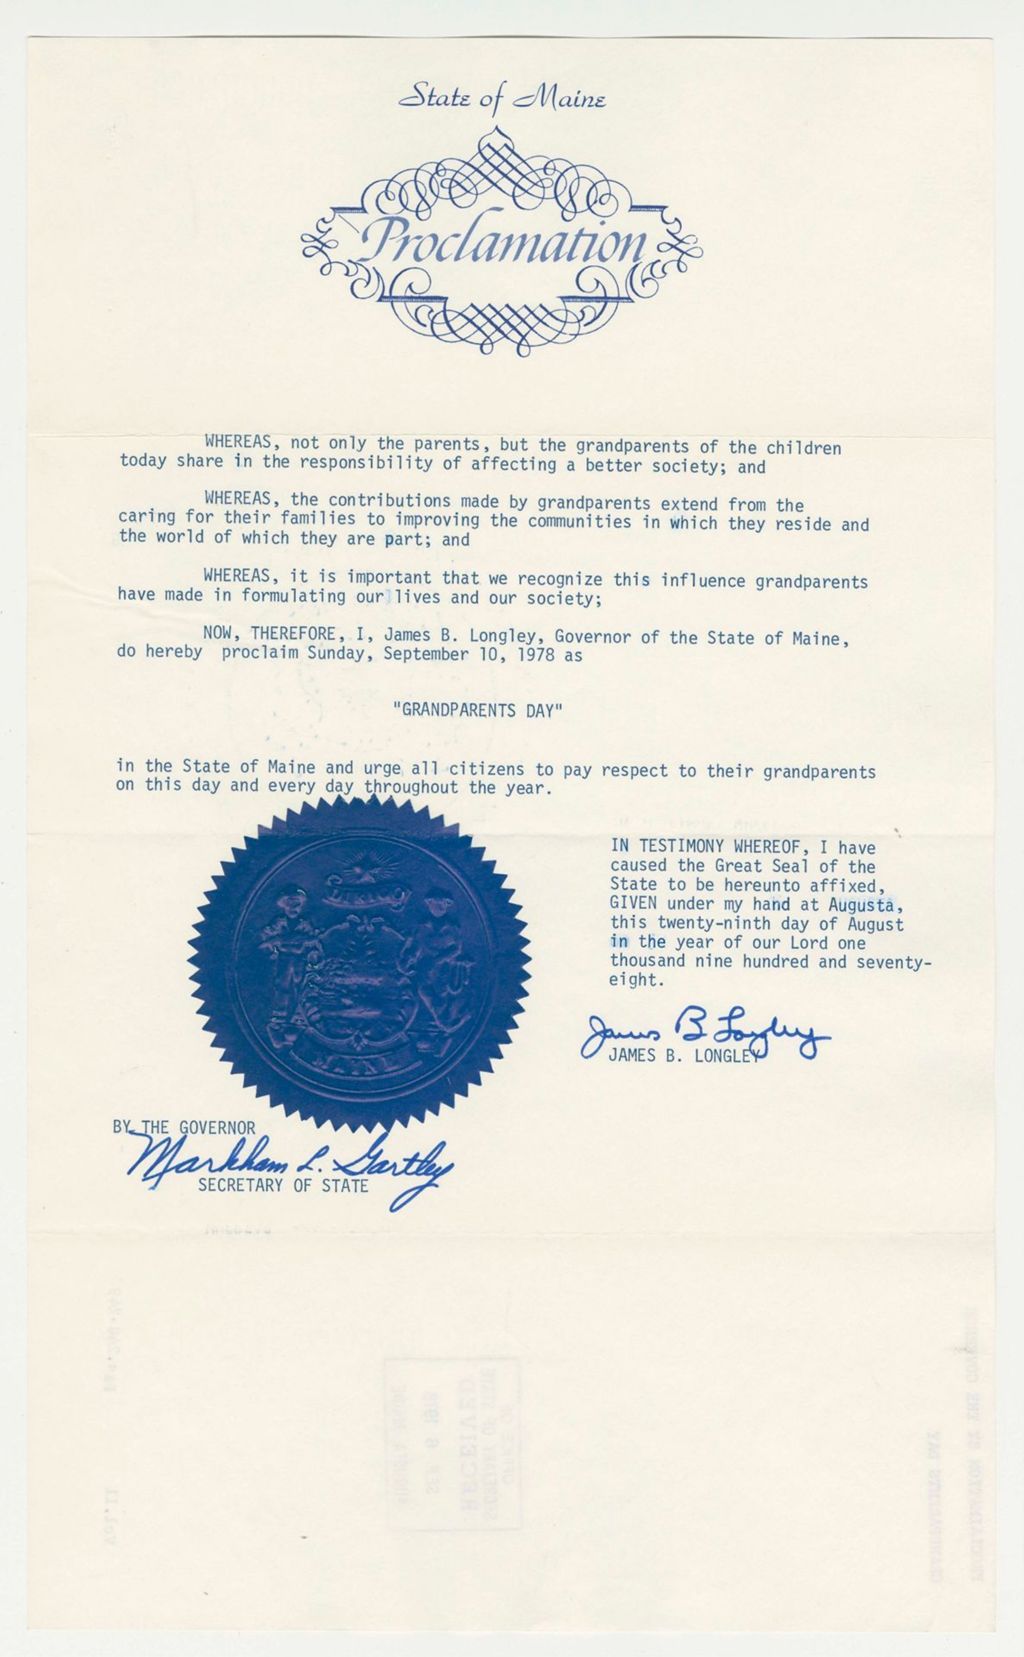 State of Maine
Proclamation
WHEREAS, not only the parents, but the grandparents of the children
today share in the responsibility of affecting a better society; and
WHEREAS, the contributions made by grandparents extend from the
caring for their families to improving the communities in which they reside and
the world of which they are part; and
WHEREAS, it is important that we recognize this influence grandparents
have made in formulating our lives and our society;
NOW, THEREFORE, I, James B. Longley, Governor of the State of Maine,
do hereby proclaim Sunday, September 10, 1978 as
"GRANDPARENTS DAY"
in the State of Maine and urge all citizens to pay respect to their grandparents
on this day and every day throughout the year.
IN TESTIMONY WHEREOF, I have
caused the Great Seal of the
State to be hereunto affixed,
GIVEN under my hand at Augusta,
this twenty-ninth day of August
in the year of our Lord one
thousand nine hundred and seventy-
eight.
James B Longley
JAMES B. LONGLEY
DIRIGO
MAINE
BY THE GOVERNOR
Markham L. Gartley
SECRETARY OF STATE